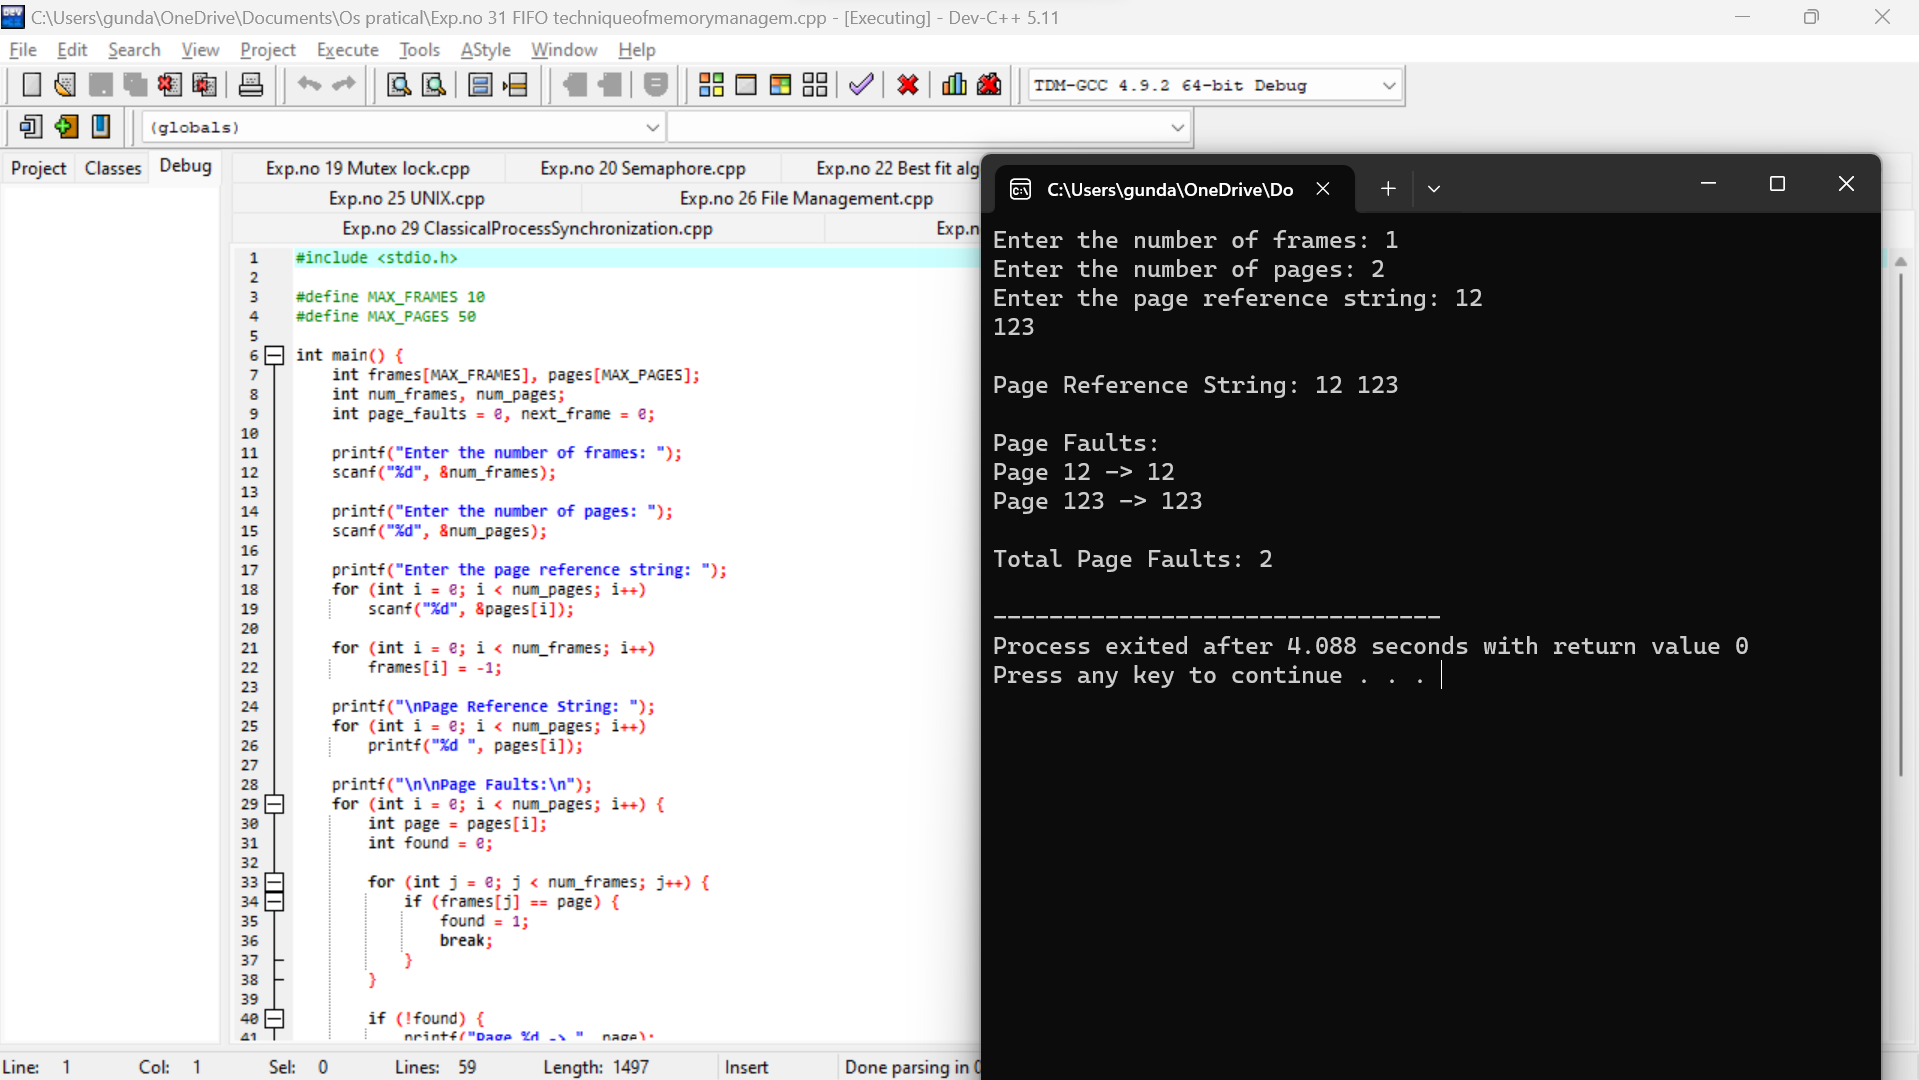 C:\Users\gunda\OneDrive\Documents\Os pratical\Exp.no 31 FIFO techniqueofmemorymanagem.cpp - [Executing] - Dev-C++ 5.11
File Edit Search View Project Execute Tools AStyle Window Help
TDM-GCC 4.9.2 64-bit Debug
(globals)
Project Classes Debug
Exp.no 19 Mutex lock.cpp Exp.no 20 Semaphore.cpp Exp.no 22 Best fit alg
Exp.no 25 UNIX.cpp Exp.no 26 File Management.cpp
Exp.no 29 ClassicalProcessSynchronization.cpp Exp.n
1 #include <stdio.h>
2
3 #define MAX_FRAMES 10
4 #define MAX_PAGES 50
5
6 int main() {
7 int frames[MAX_FRAMES], pages[MAX_PAGES];
8 int num_frames, num_pages;
9 int page_faults = 0, next_frame = 0;
10
11 printf("Enter the number of frames: ");
12 scanf("%d", &num_frames);
13
14 printf("Enter the number of pages: ");
15 scanf("%d", &num_pages);
16
17 printf("Enter the page reference string: ");
18 for (int i = 0; i < num_pages; i++)
19 scanf("%d", &pages[i]);
20
21 for (int i = 0; i < num_frames; i++)
22 frames[i] = -1;
23
24 printf("\nPage Reference String: ");
25 for (int i = 0; i < num_pages; i++)
26 printf("%d ", pages[i]);
27
28 printf("\n\nPage Faults:\n");
29 for (int i = 0; i < num_pages; i++) {
30 int page = pages[i];
31 int found = 0;
32
33 for (int j = 0; j < num_frames; j++) {
34 if (frames[j] == page) {
35 found = 1;
36 break;
37 }
38 }
39
40 if (!found) {
41 printf("Page %d -> ", page);
Line: 1 Col: 1 Sel: 0 Lines: 59 Length: 1497 Insert Done parsing in 0
C:\Users\gunda\OneDrive\Do
Enter the number of frames: 1
Enter the number of pages: 2
Enter the page reference string: 12
123
Page Reference String: 12 123
Page Faults:
Page 12 -> 12
Page 123 -> 123
Total Page Faults: 2
--------------------------------
Process exited after 4.088 seconds with return value 0
Press any key to continue . . .